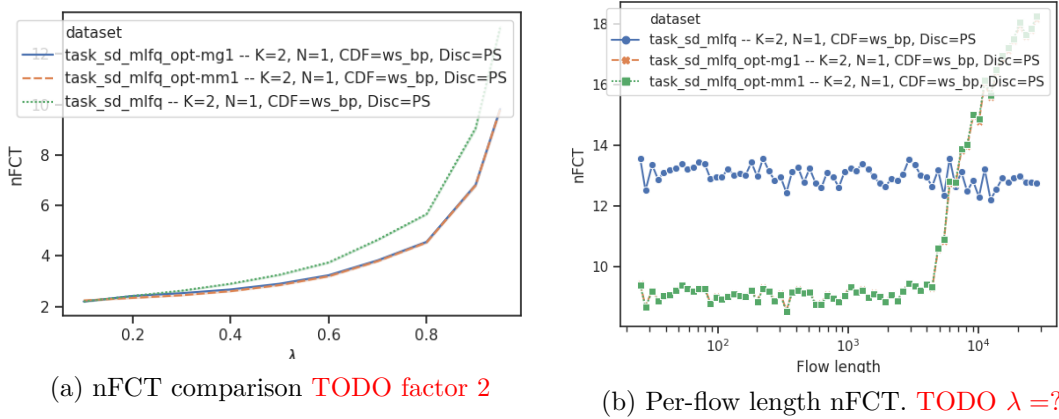 dataset
task_sd_mlfq_opt-mg1 -- K=2, N=1, CDF=ws_bp, Disc=PS
task_sd_mlfq_opt-mm1 -- K=2, N=1, CDF=ws_bp, Disc=PS
task_sd_mlfq -- K=2, N=1, CDF=ws_bp, Disc=PS
12
10
8
6
4
2
nFCT
0.2 0.4 0.6 0.8
λ
(a) nFCT comparison TODO factor 2
dataset
task_sd_mlfq -- K=2, N=1, CDF=ws_bp, Disc=PS
task_sd_mlfq_opt-mg1 -- K=2, N=1, CDF=ws_bp, Disc=PS
task_sd_mlfq_opt-mm1 -- K=2, N=1, CDF=ws_bp, Disc=PS
18
16
14
12
10
nFCT
10² 10³ 10⁴
Flow length
(b) Per-flow length nFCT. TODO λ =?